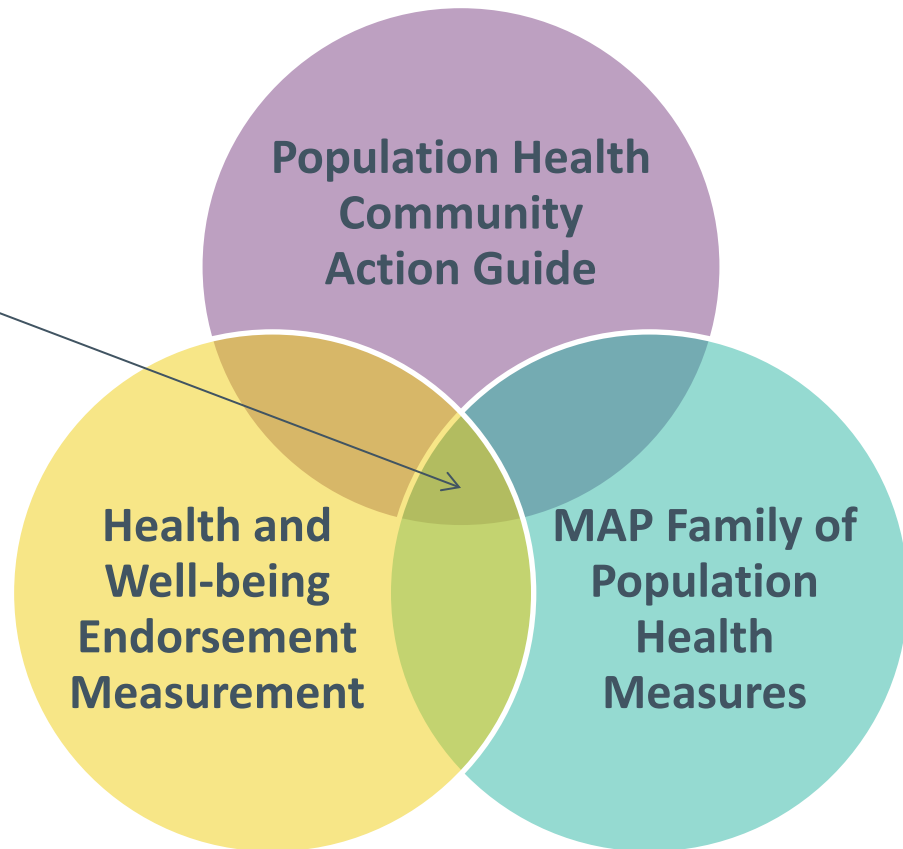 Population Health
Community
Action Guide
Health and
Well-being
Endorsement
Measurement
MAP Family of
Population
Health
Measures